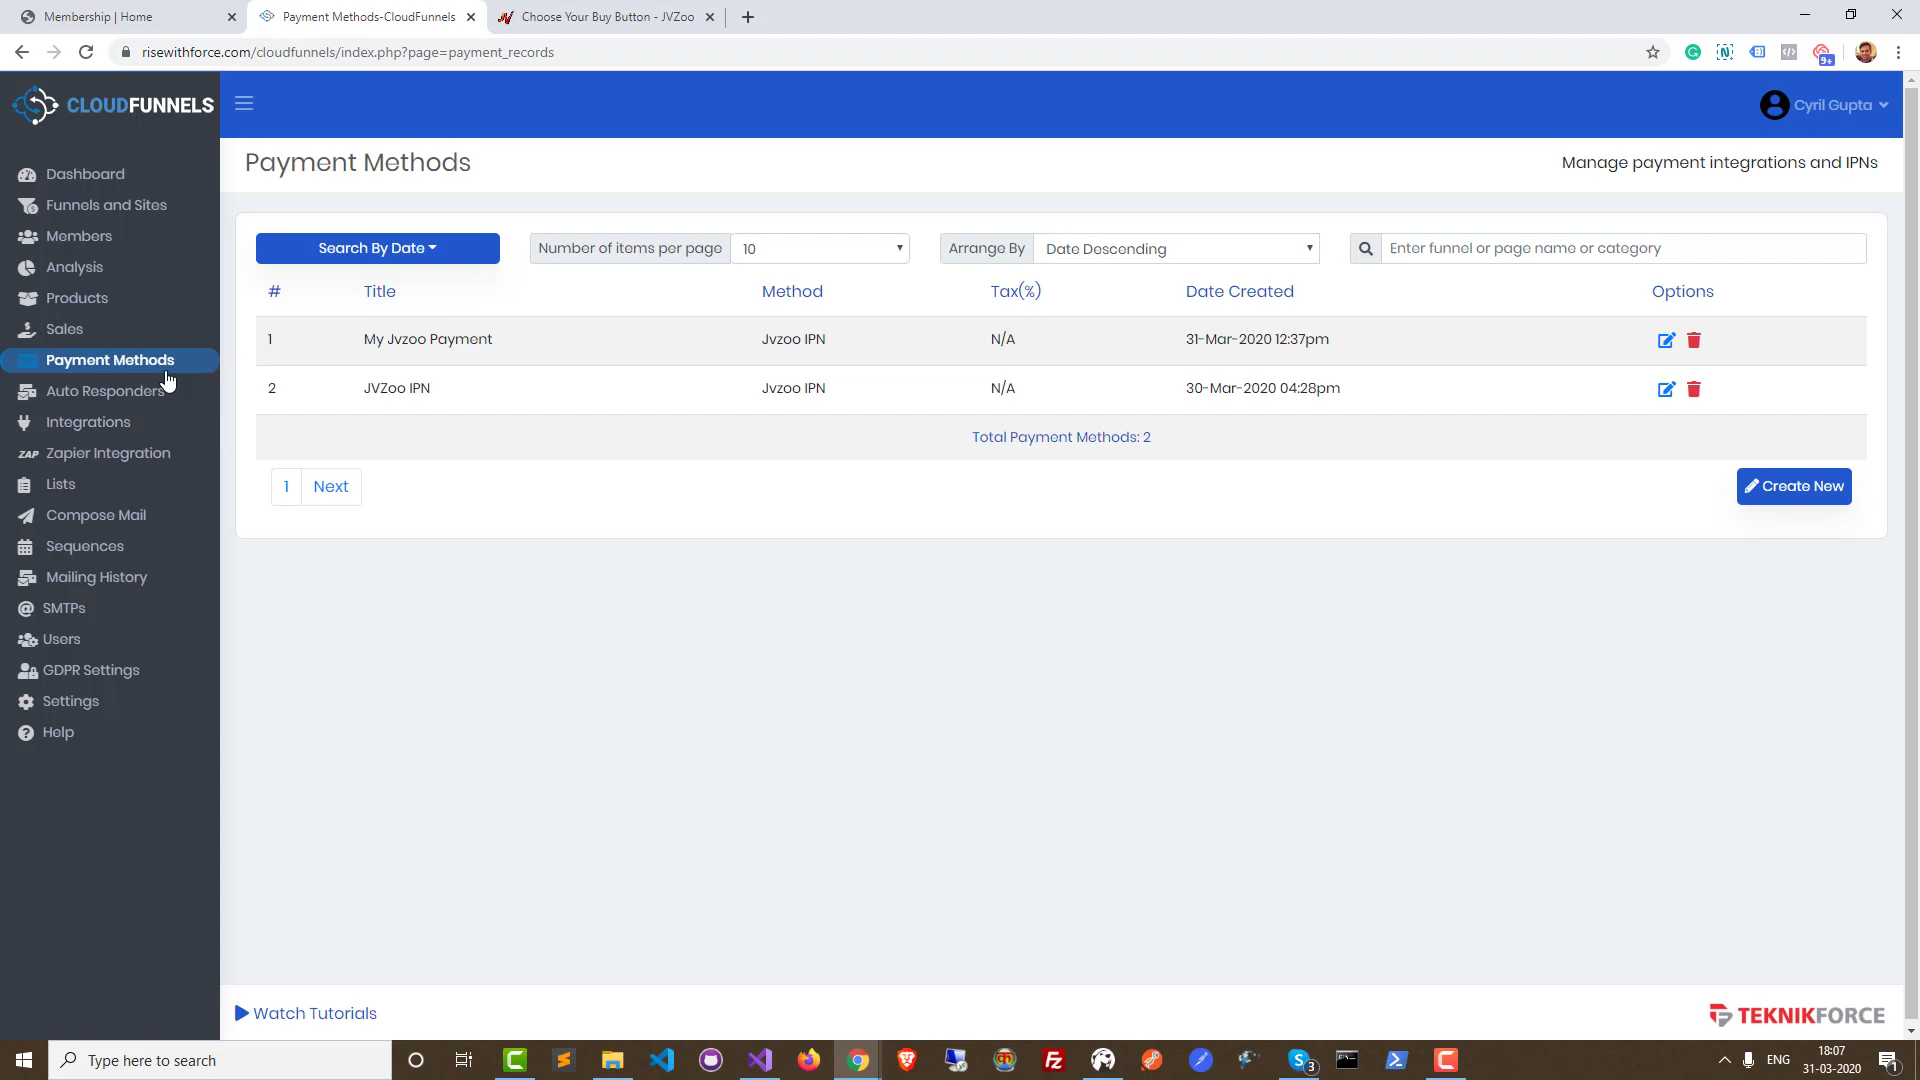 Membership | Home
Payment Methods-CloudFunnels
Choose Your Buy Button - JVZoo
risewithforce.com/cloudfunnels/index.php?page=payment_records
9+
CLOUDFUNNELS
Cyril Gupta
Payment Methods
Manage payment integrations and IPNs
Dashboard
Funnels and Sites
Members
Analysis
Products
Sales
Payment Methods
Auto Responders
Integrations
ZAP Zapier Integration
Lists
Compose Mail
Sequences
Mailing History
SMTPs
Users
GDPR Settings
Settings
Help
Search By Date
Number of items per page 10
Arrange By Date Descending
Enter funnel or page name or category
# Title Method Tax(%) Date Created Options
1 My Jvzoo Payment Jvzoo IPN N/A 31-Mar-2020 12:37pm
2 JVZoo IPN Jvzoo IPN N/A 30-Mar-2020 04:28pm
Total Payment Methods: 2
1 Next
Create New
Watch Tutorials
TEKNIKFORCE
Type here to search
3
ENG
18:07
31-03-2020
1